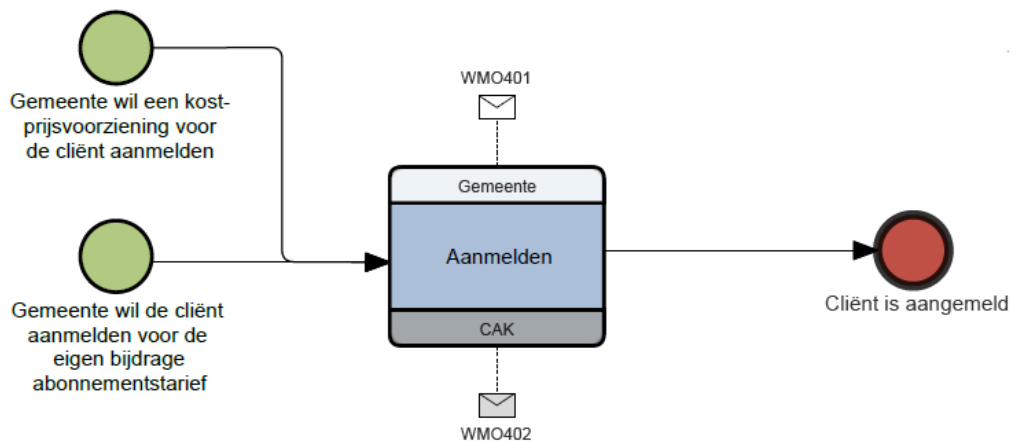 Gemeente wil een kost-
prijsvoorziening voor
de cliënt aanmelden
WMO401
Gemeente
Aanmelden
CAK
WMO402
Gemeente wil de cliënt
aanmelden voor de
eigen bijdrage
abonnementstarief
Cliënt is aangemeld